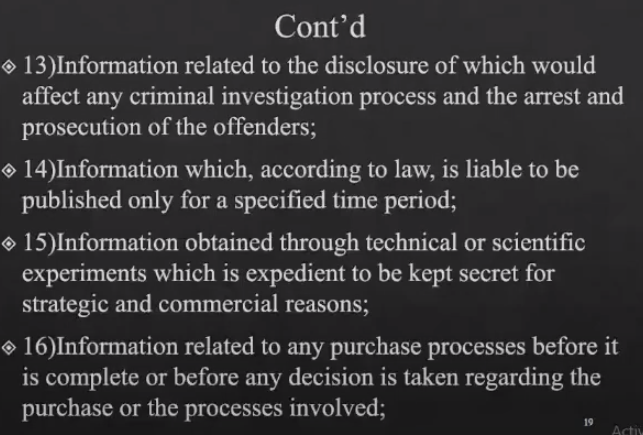 Cont’d
13)Information related to the disclosure of which would
affect any criminal investigation process and the arrest and
prosecution of the offenders;
14)Information which, according to law, is liable to be
published only for a specified time period;
15)Information obtained through technical or scientific
experiments which is expedient to be kept secret for
strategic and commercial reasons;
16)Information related to any purchase processes before it
is complete or before any decision is taken regarding the
purchase or the processes involved;
19
Activ